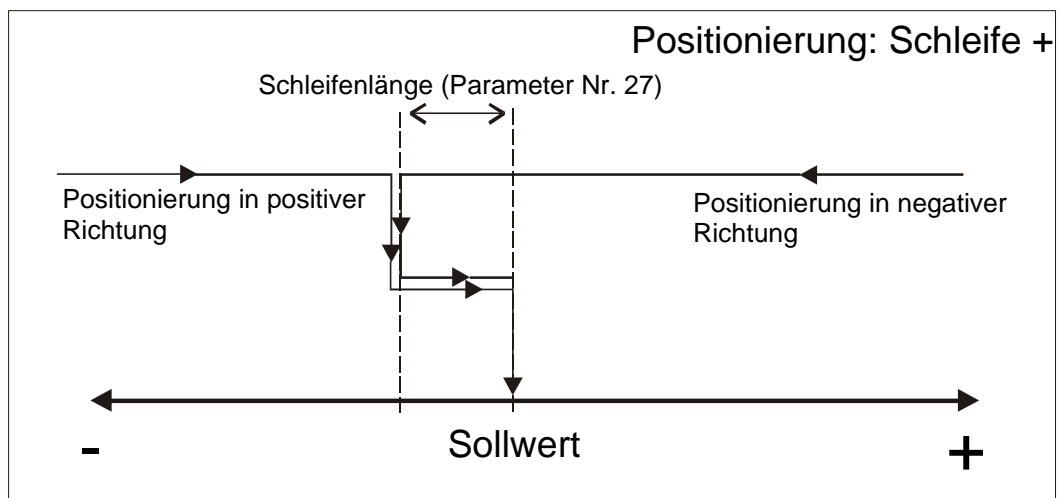 Positionierung: Schleife +
Schleifenlänge (Parameter Nr. 27)
Positionierung in positiver
Richtung
Positionierung in negativer
Richtung
-
Sollwert
+